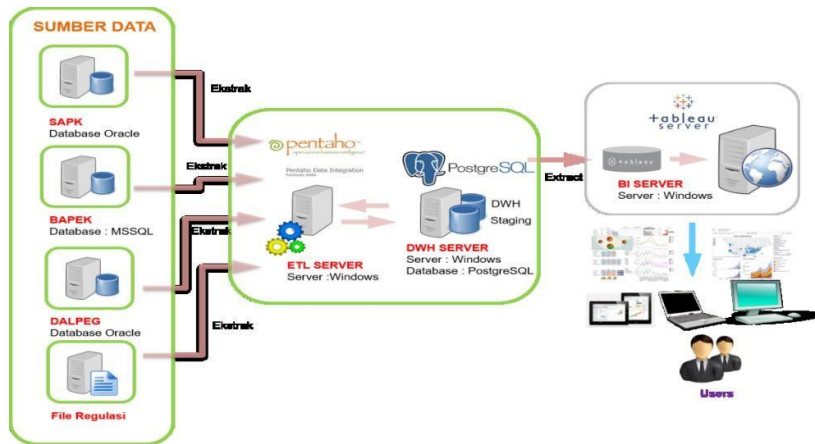 SUMBER DATA
SAPK
Database Oracle
BAPEK
Database : MSSQL
DALPEG
Database Oracle
File Regulasi
Ekstrak
Ekstrak
Ekstrak
Ekstrak
pentaho
Pentaho Data Integration
ETL SERVER
Server :Windows
PostgreSQL
DWH
Staging
DWH SERVER
Server : Windows
Database : PostgreSQL
Extract
+ableau
server
+ableau
BI SERVER
Server : Windows
Users